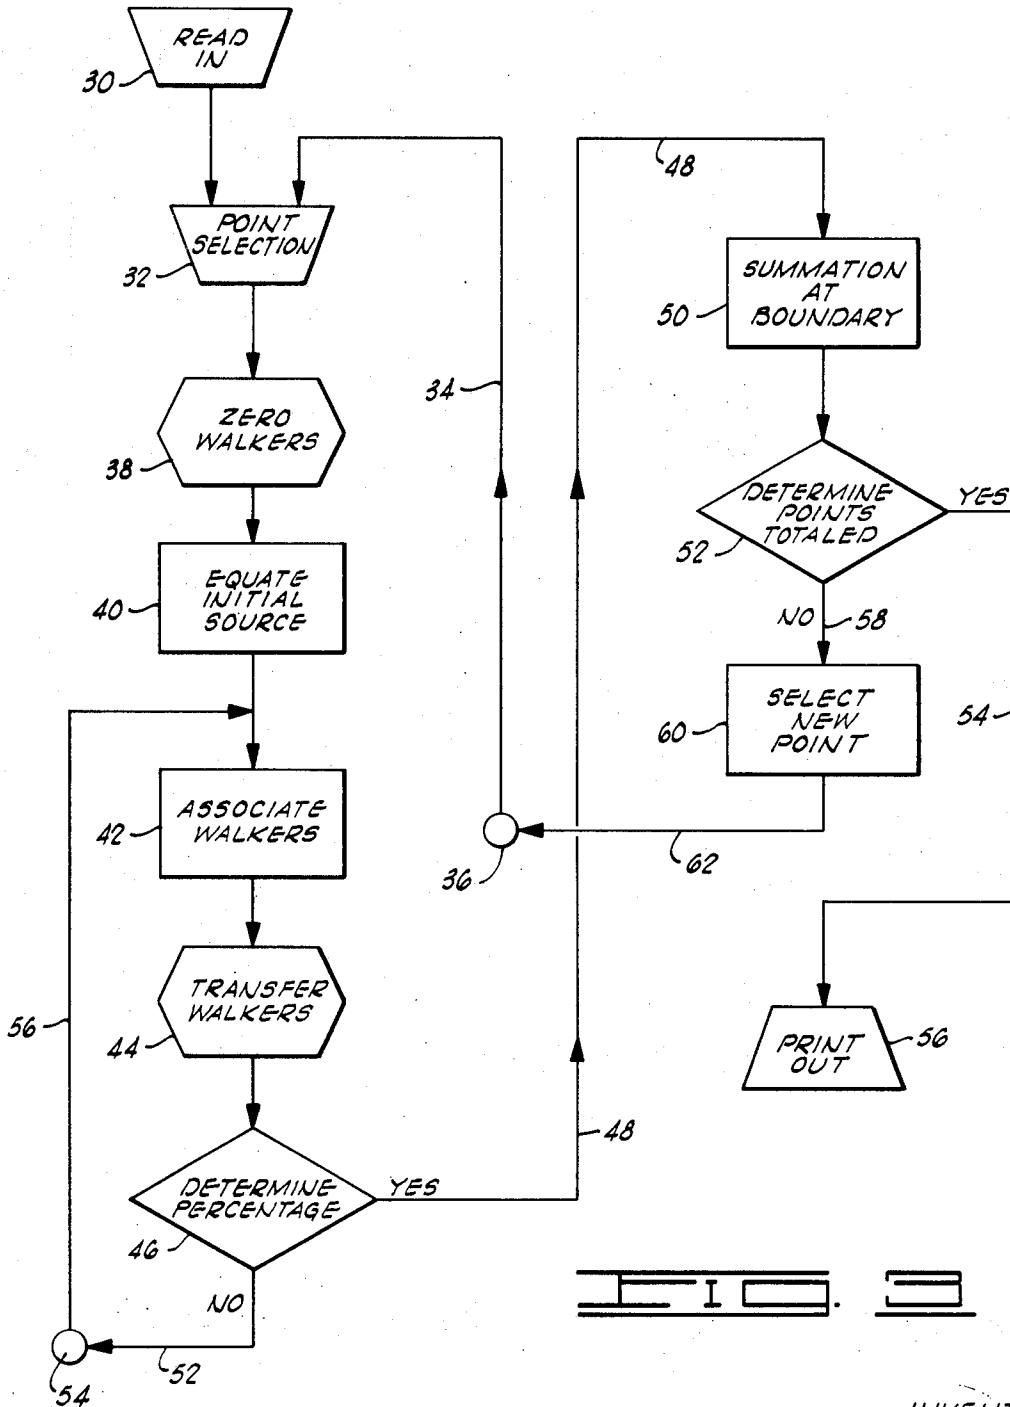 READ
IN
30
POINT
SELECTION
32
ZERO
WALKERS
38
EQUATE
INITIAL
SOURCE
40
ASSOCIATE
WALKERS
42
TRANSFER
WALKERS
44
56
DETERMINE
PERCENTAGE
46
YES
NO
52
54
34
36
48
48
SUMMATION
AT
BOUNDARY
50
DETERMINE
POINTS
TOTALED
52
YES
NO
58
SELECT
NEW
POINT
60
54
62
PRINT
OUT
56